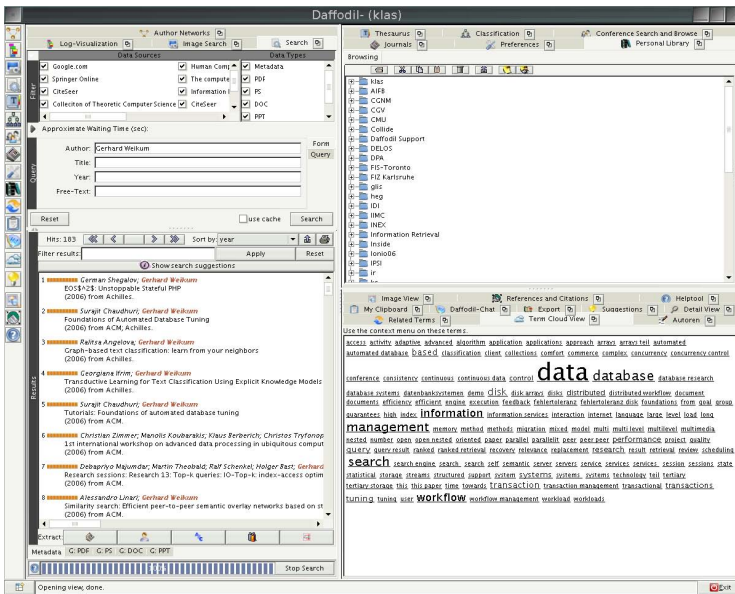 Daffodil- (klas)
Author Networks
Log-Visualization Image Search Search
Data Sources Data Types
Filter
Google.com Human Comp Metadata
Springer Online The compute PDF
CiteSeer Information PS
Colleciton of Theoretic Computer Science CiteSeer DOC
PPT
Approximate Waiting Time (sec):
Query
Author: Gerhard Weikum
Form
Title:
Query
Year:
Free-Text:
Reset use cache Search
Hits: 183 Sort by: year
Filter results: Apply Reset
Show search suggestions
Results
1 German Shegalov; Gerhard Weikum
EOS$^2$: Unstoppable Stateful PHP
(2006) from Achilles.
2 Surajit Chaudhuri; Gerhard Weikum
Foundations of Automated Database Tuning
(2006) from ACM; Achilles.
3 Ralitsa Angelova; Gerhard Weikum
Graph-based text classification: learn from your neighbors
(2006) from Achilles.
4 Georgiana Ifrim; Gerhard Weikum
Transductive Learning for Text Classification Using Explicit Knowledge Models
(2006) from Achilles.
5 Surajit Chaudhuri; Gerhard Weikum
Tutorials: Foundations of automated database tuning
(2006) from ACM.
6 Christian Zimmer; Manolis Koubarakis; Klaus Berberich; Christos Tryfonop
1st international workshop on advanced data processing in ubiquitous comput
(2006) from ACM.
7 Debapriyo Majumdar; Martin Theobald; Ralf Schenkel; Holger Bast; Gerhard
Research sessions: Research 13: Top-k queries: IO-Top-k: index-access optim
(2006) from ACM.
8 Alessandro Linari; Gerhard Weikum
Similarity search: Efficient peer-to-peer semantic overlay networks based on st
(2006) from ACM.
Extract:
Metadata G: PDF G: PS G: DOC G: PPT
100%
Stop Search
Opening view, done.
Thesaurus Classification Conference Search and Browse
Journals Preferences Personal Library
Browsing
klas
AIFB
CGNM
CGV
CMU
Collide
Daffodil Support
DELOS
DPA
FIS-Toronto
FIZ Karlsruhe
glis
heg
IDI
IIMC
INEX
Information Retrieval
Inside
Ionio06
IPSI
ir
Image View References and Citations Helptool
My Clipboard Daffodil-Chat Export Suggestions Detail View
Related Terms Term Cloud View Autoren
Use the context menu on these terms.
access activity adaptive advanced algorithm application applications approach arrays array teil automated
automated database based classification client collections comfort commerce complex concurrency concurrency control
conference consistency continuous continuous data control data database database research
database systems datenbanksystemen demo disk disk arrays disks distributed distributed workflow document
documents efficiently efficient engine execution feedback fehlertoleranz fehlertoleranz disk foundations from goal group
guarantees high index information information services interaction internet language large level load long
management memory method methods migration mixed model multi multi level multilevel multimedia
nested number open open nested oriented paper parallel parallelit peer peer peer performance project quality
query query result ranked ranked retrieval recovery relevance replacement research result retrieval review scheduling
search search engine search. search self semantic server servers service services services. session sessions state
statistical storage streams structured support system systems systems. systems technology teil tertiary
tertiary storage this this paper time towards transaction transaction management transactional transactions
tuning tuning user workflow workflow management workload workloads
Exit